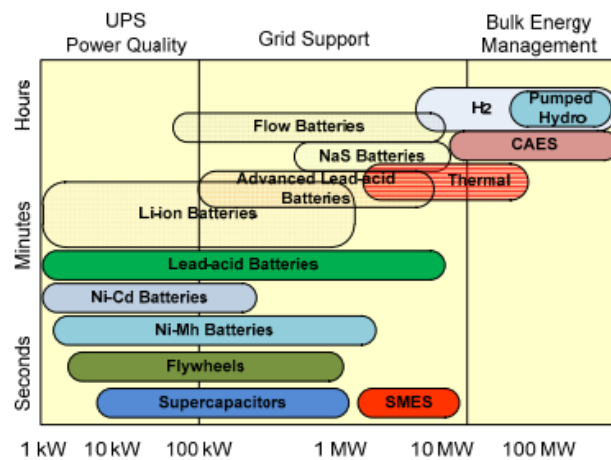 UPS
Power Quality
Grid Support
Bulk Energy
Management
Hours
Minutes
Seconds
H2
Pumped
Hydro
Flow Batteries
CAES
NaS Batteries
Advanced Lead-acid
Batteries
Thermal
Li-ion Batteries
Lead-acid Batteries
Ni-Cd Batteries
Ni-Mh Batteries
Flywheels
Supercapacitors
SMES
1 kW
10 kW
100 kW
1 MW
10 MW
100 MW